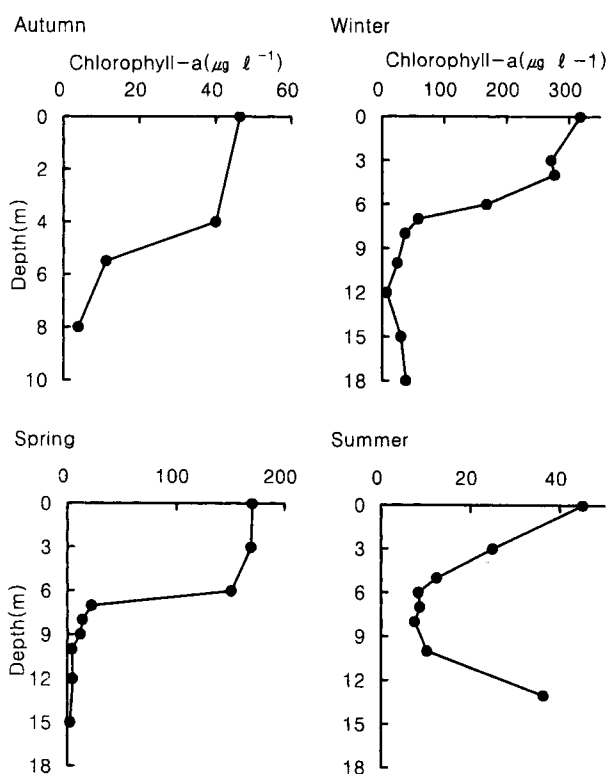 Autumn
Chlorophyll-a(μg ℓ⁻¹)
0 20 40 60
0
2
4
6
8
10
Depth(m)
Winter
Chlorophyll-a(μg ℓ -1)
0 100 200 300
0
3
6
9
12
15
18
Spring
0 100 200
0
3
6
9
12
15
18
Depth(m)
Summer
0 20 40
0
3
6
9
12
15
18